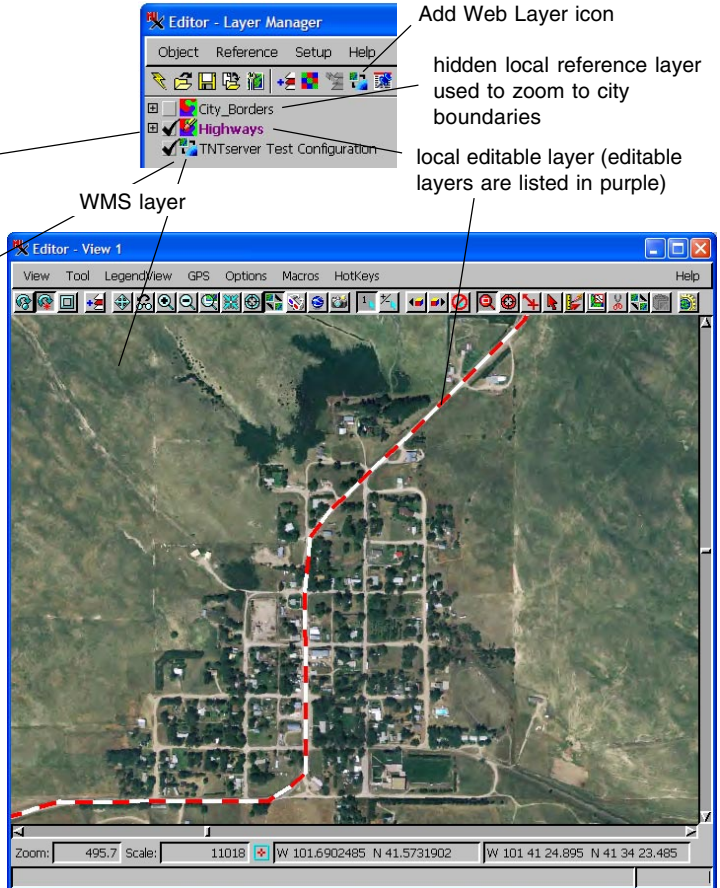 Editor - Layer Manager
Add Web Layer icon
Object Reference Setup Help
hidden local reference layer
used to zoom to city
boundaries
City_Borders
Highways
TNTserver Test Configuration
local editable layer (editable
layers are listed in purple)
WMS layer
Editor - View 1
View Tool LegendView GPS Options Macros HotKeys Help
Zoom: 495.7 Scale: 11018 W 101.6902485 N 41.5731902 W 101 41 24.895 N 41 34 23.485